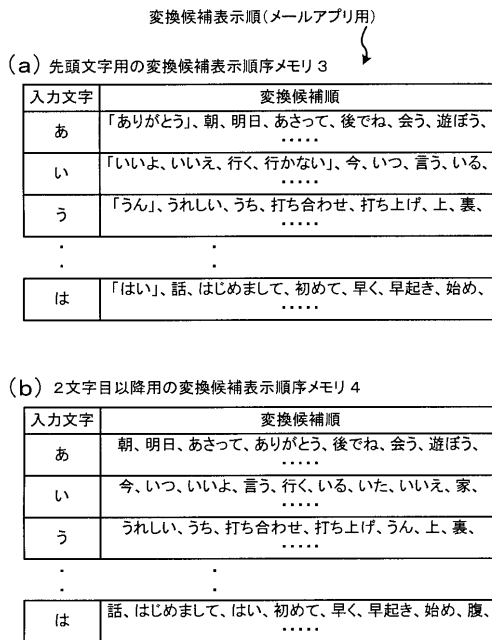 変換候補表示順(メールアプリ用)
(a) 先頭文字用の変換候補表示順序メモリ3
入力文字 変換候補順
あ 「ありがとう」、朝、明日、あさって、後でね、会う、遊ぼう、
・・・・・
い 「いいよ、いいえ、行く、行かない」、今、いつ、言う、いる、
・・・・・
う 「うん」、うれしい、うち、打ち合わせ、打ち上げ、上、裏、
・・・・・
・ ・
・ ・
は 「はい」、話、はじめまして、初めて、早く、早起き、始め、
・・・・・
(b) 2文字目以降用の変換候補表示順序メモリ4
入力文字 変換候補順
あ 朝、明日、あさって、ありがとう、後でね、会う、遊ぼう、
・・・・・
い 今、いつ、いいよ、言う、行く、いる、いた、いいえ、家、
・・・・・
う うれしい、うち、打ち合わせ、打ち上げ、うん、上、裏、
・・・・・
・ ・
・ ・
は 話、はじめまして、はい、初めて、早く、早起き、始め、腹、
・・・・・